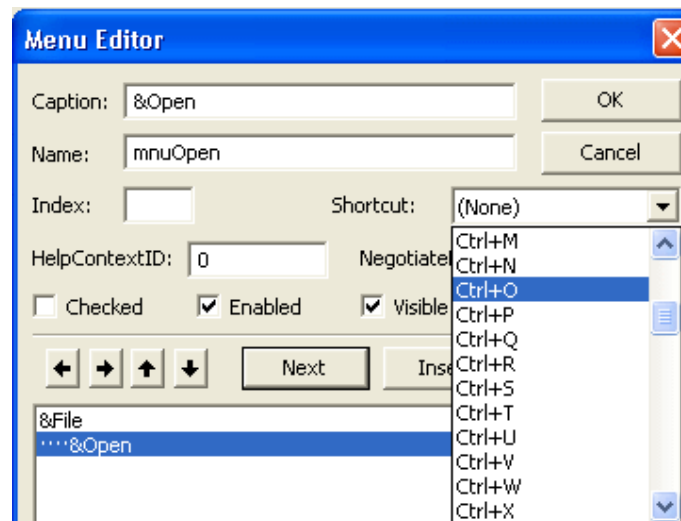 Menu Editor
Caption: &Open OK
Name: mnuOpen Cancel
Index: Shortcut: (None)
HelpContextID: 0
Checked Enabled Visible
Next
&File
····&Open
Ctrl+M
Ctrl+N
Ctrl+O
Ctrl+P
Ctrl+Q
Ctrl+R
Ctrl+S
Ctrl+T
Ctrl+U
Ctrl+V
Ctrl+W
Ctrl+X